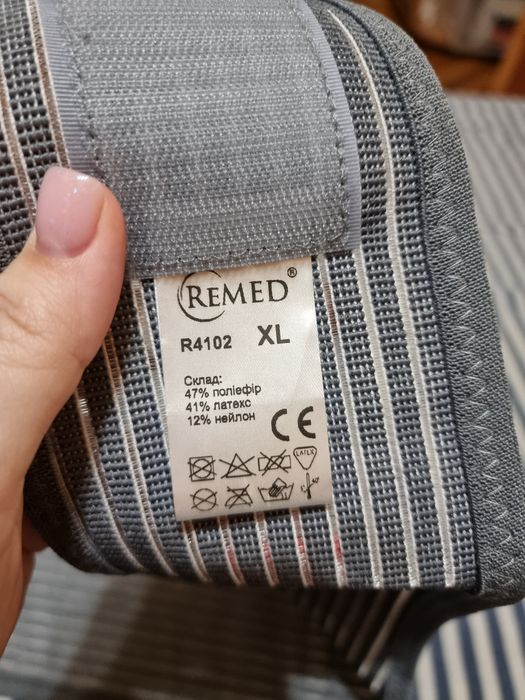 REMED®
R4102 XL
Склад:
47% поліефір
41% латекс
12% нейлон
CE
LATEX